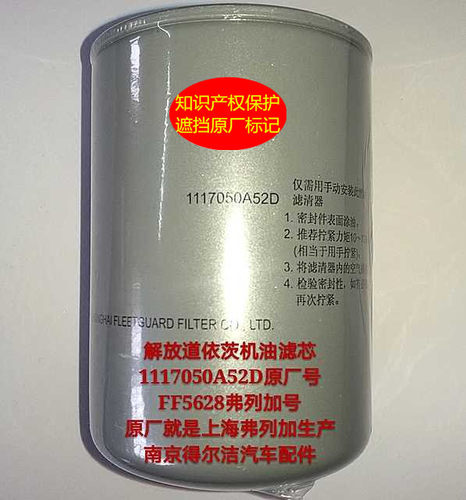 知识产权保护
遮挡原厂标记
1117050A52D
仅需用手动安装
滤清器
1. 密封件表面涂油。
2. 推荐拧紧力矩10~
(相当于用手拧紧)。
3. 将滤清器内的空气
4. 检验密封性，如
再次拧紧。
GHAI FLEETGUARD FILTER CO., LTD.
解放道依茨机油滤芯
1117050A52D原厂号
FF5628弗列加号
原厂就是上海弗列加生产
南京得尔洁汽车配件